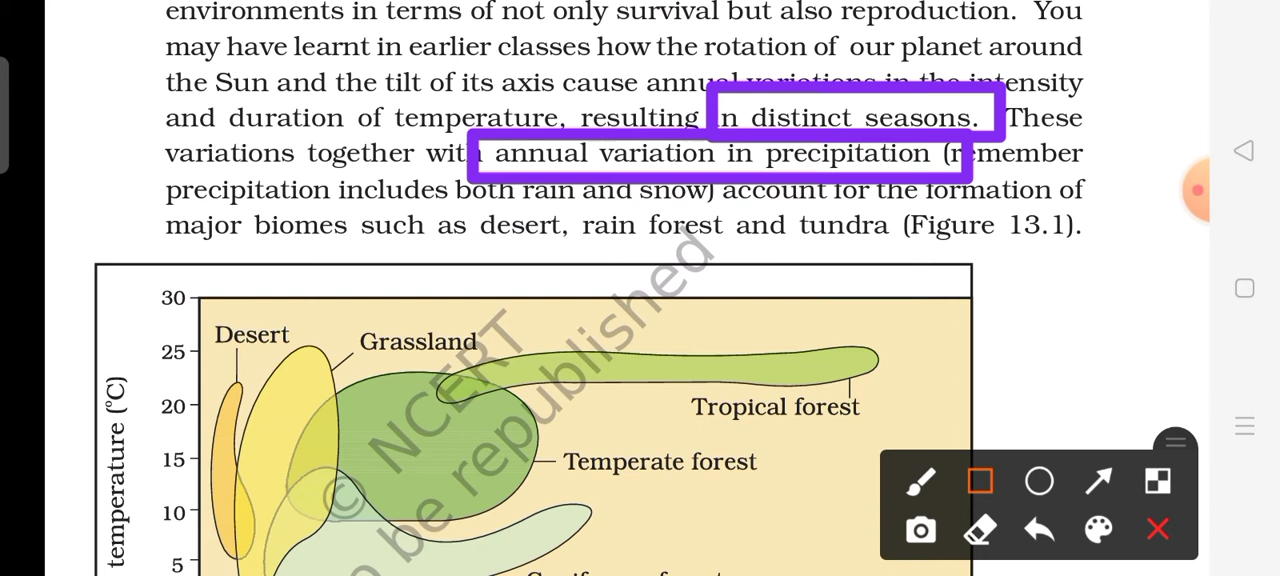 environments in terms of not only survival but also reproduction. You
may have learnt in earlier classes how the rotation of our planet around
the Sun and the tilt of its axis cause annual variations in the intensity
and duration of temperature, resulting in distinct seasons. These
variations together with annual variation in precipitation (remember
precipitation includes both rain and snow) account for the formation of
major biomes such as desert, rain forest and tundra (Figure 13.1).
30
Desert
Grassland
25
20
Tropical forest
15
Temperate forest
10
5
temperature (°C)
© NCERT
be republished